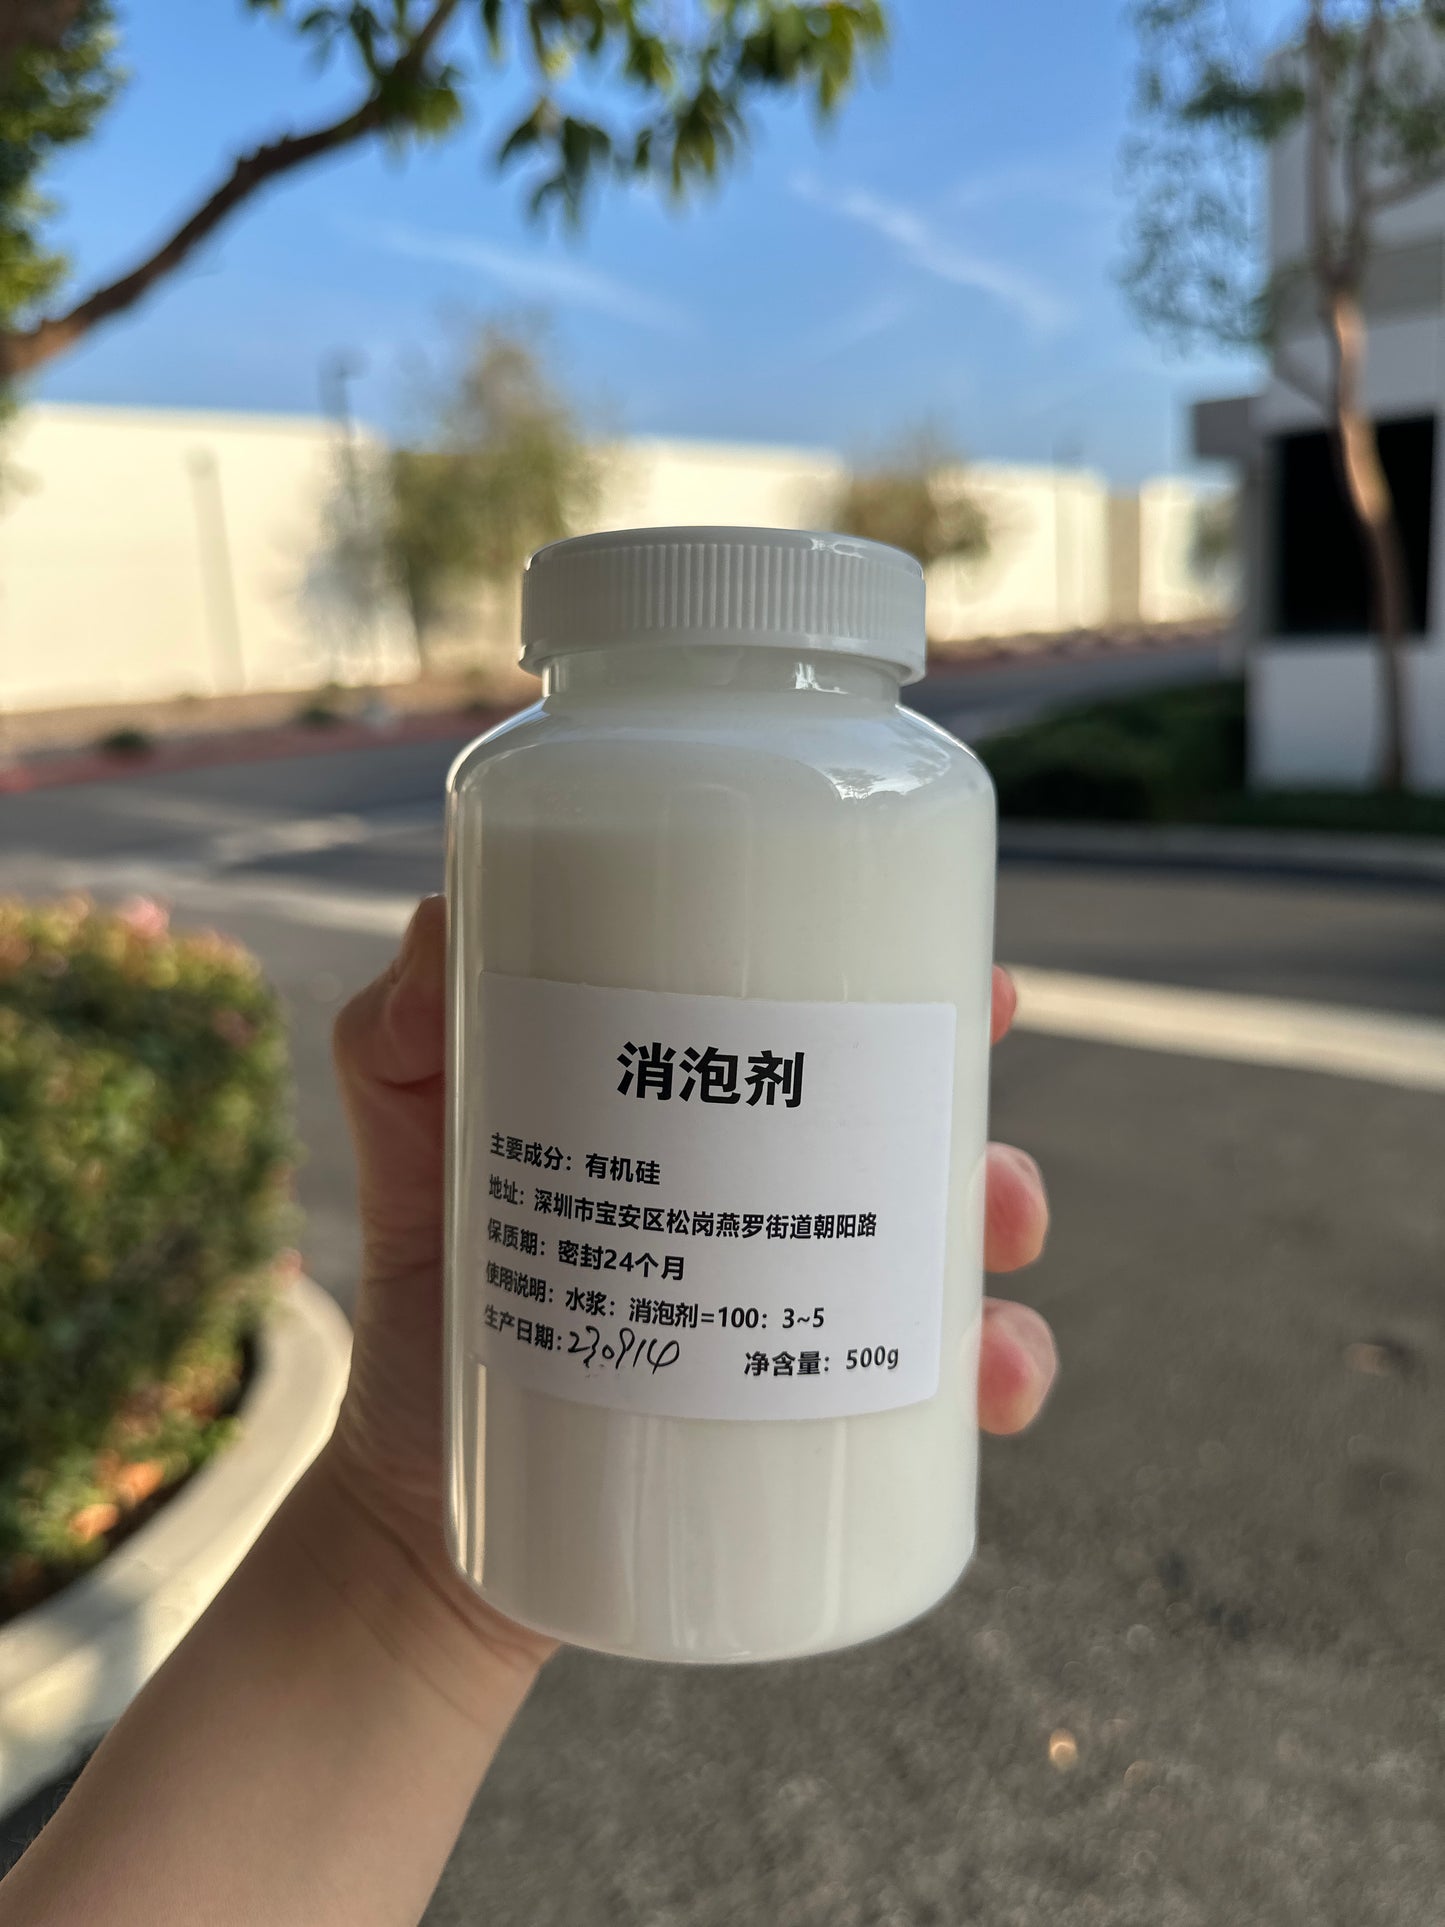 消泡剂
主要成分：有机硅
地址：深圳市宝安区松岗燕罗街道朝阳路
保质期：密封24个月
使用说明：水浆：消泡剂=100：3~5
生产日期：230914
净含量：500g